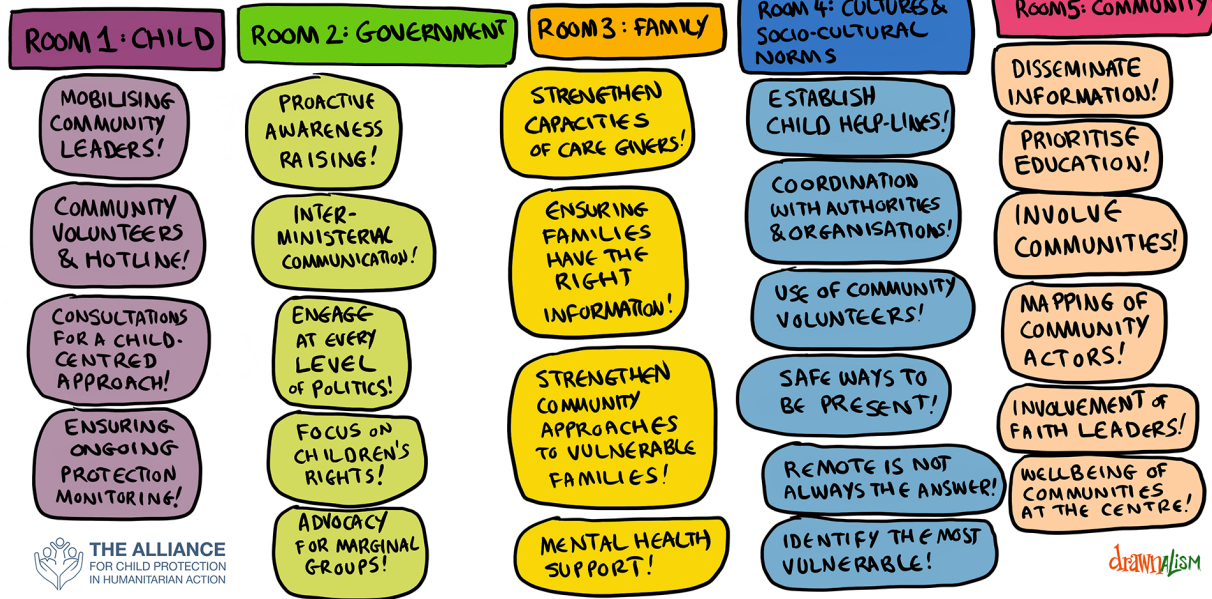 ROOM 1: CHILD
MOBILISING
COMMUNITY
LEADERS!
COMMUNITY
VOLUNTEERS
& HOTLINE!
CONSULTATIONS
FOR A CHILD-
CENTRED
APPROACH!
ENSURING
ONGOING
PROTECTION
MONITORING!
ROOM 2: GOVERNMENT
PROACTIVE
AWARENESS
RAISING!
INTER-
MINISTERIAL
COMMUNICATION!
ENGAGE
AT EVERY
LEVEL
OF POLITICS!
FOCUS ON
CHILDREN'S
RIGHTS!
ADVOCACY
FOR MARGINAL
GROUPS!
ROOM 3: FAMILY
STRENGTHEN
CAPACITIES
OF CARE GIVERS!
ENSURING
FAMILIES
HAVE THE
RIGHT
INFORMATION!
STRENGTHEN
COMMUNITY
APPROACHES
TO VULNERABLE
FAMILIES!
MENTAL HEALTH
SUPPORT!
ROOM 4: CULTURES &
SOCIO-CULTURAL
NORMS
ESTABLISH
CHILD HELP-LINES!
COORDINATION
WITH AUTHORITIES
& ORGANISATIONS!
USE OF COMMUNITY
VOLUNTEERS!
SAFE WAYS TO
BE PRESENT!
REMOTE IS NOT
ALWAYS THE ANSWER!
IDENTIFY THE MOST
VULNERABLE!
ROOM 5: COMMUNITY
DISSEMINATE
INFORMATION!
PRIORITISE
EDUCATION!
INVOLVE
COMMUNITIES!
MAPPING OF
COMMUNITY
ACTORS!
INVOLVEMENT OF
FAITH LEADERS!
WELLBEING OF
COMMUNITIES
AT THE CENTRE!
THE ALLIANCE
FOR CHILD PROTECTION
IN HUMANITARIAN ACTION
drawnalism